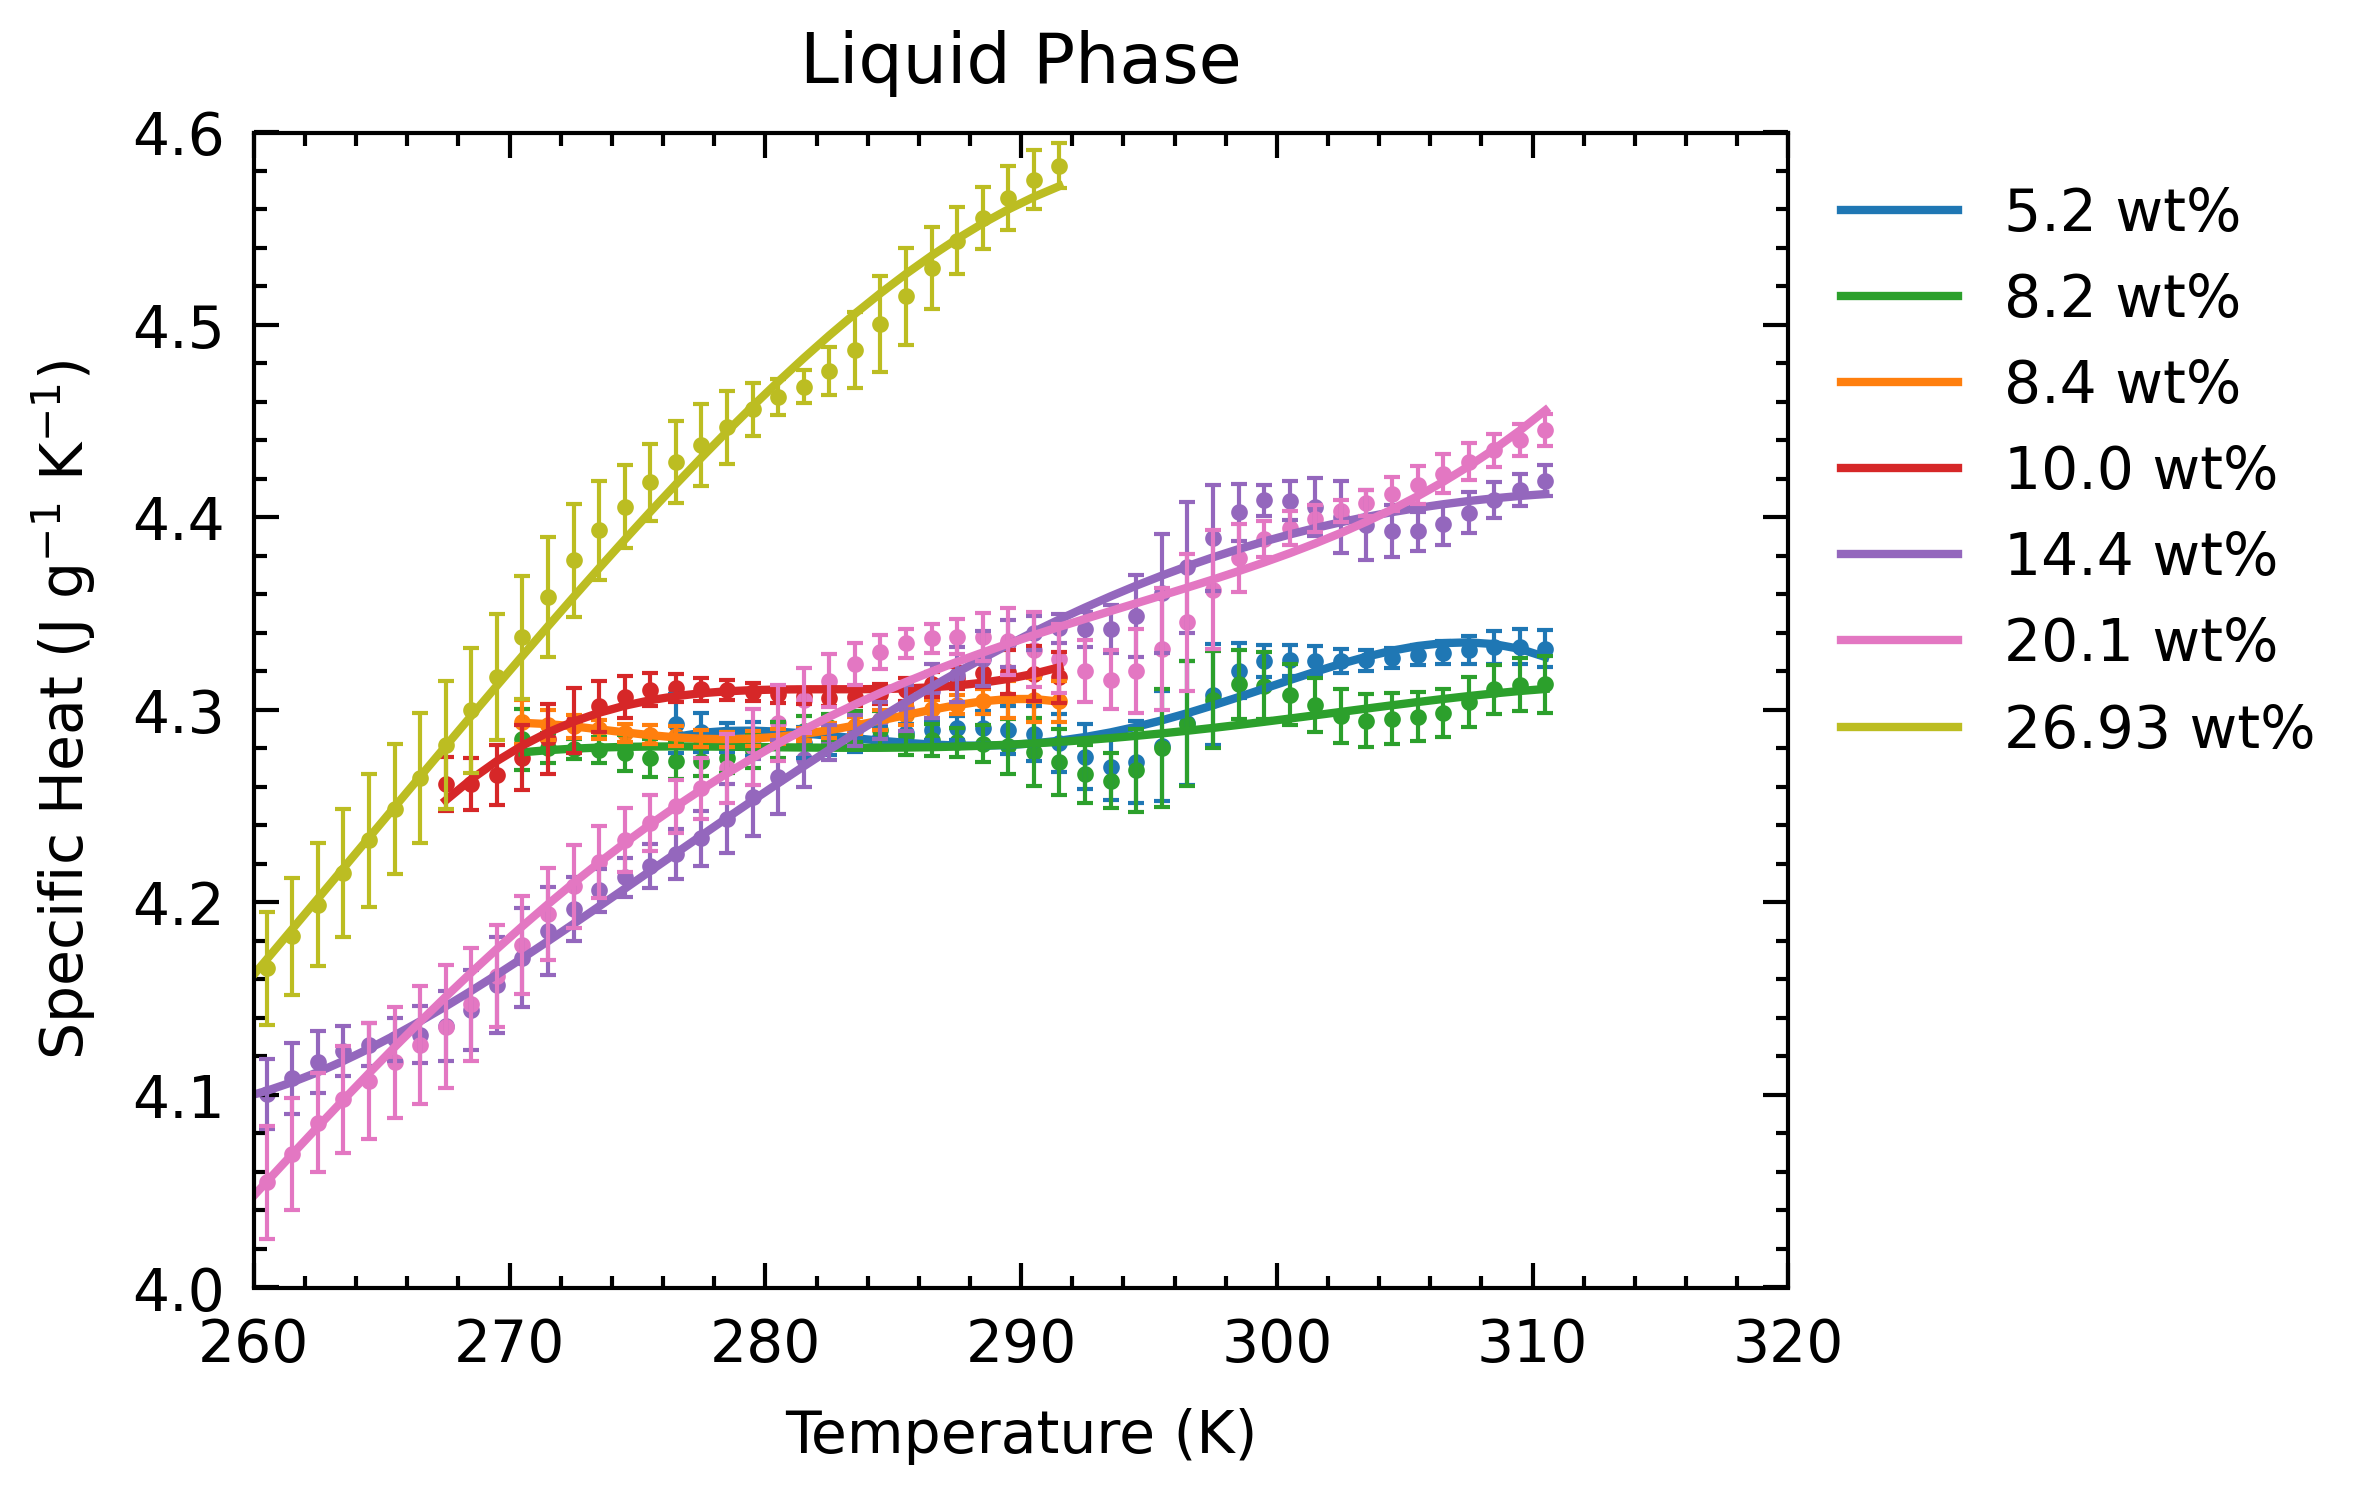 Liquid Phase
4.6
4.5
4.4
4.3
4.2
4.1
4.0
Specific Heat (J g⁻¹ K⁻¹)
260 270 280 290 300 310 320
Temperature (K)
5.2 wt%
8.2 wt%
8.4 wt%
10.0 wt%
14.4 wt%
20.1 wt%
26.93 wt%